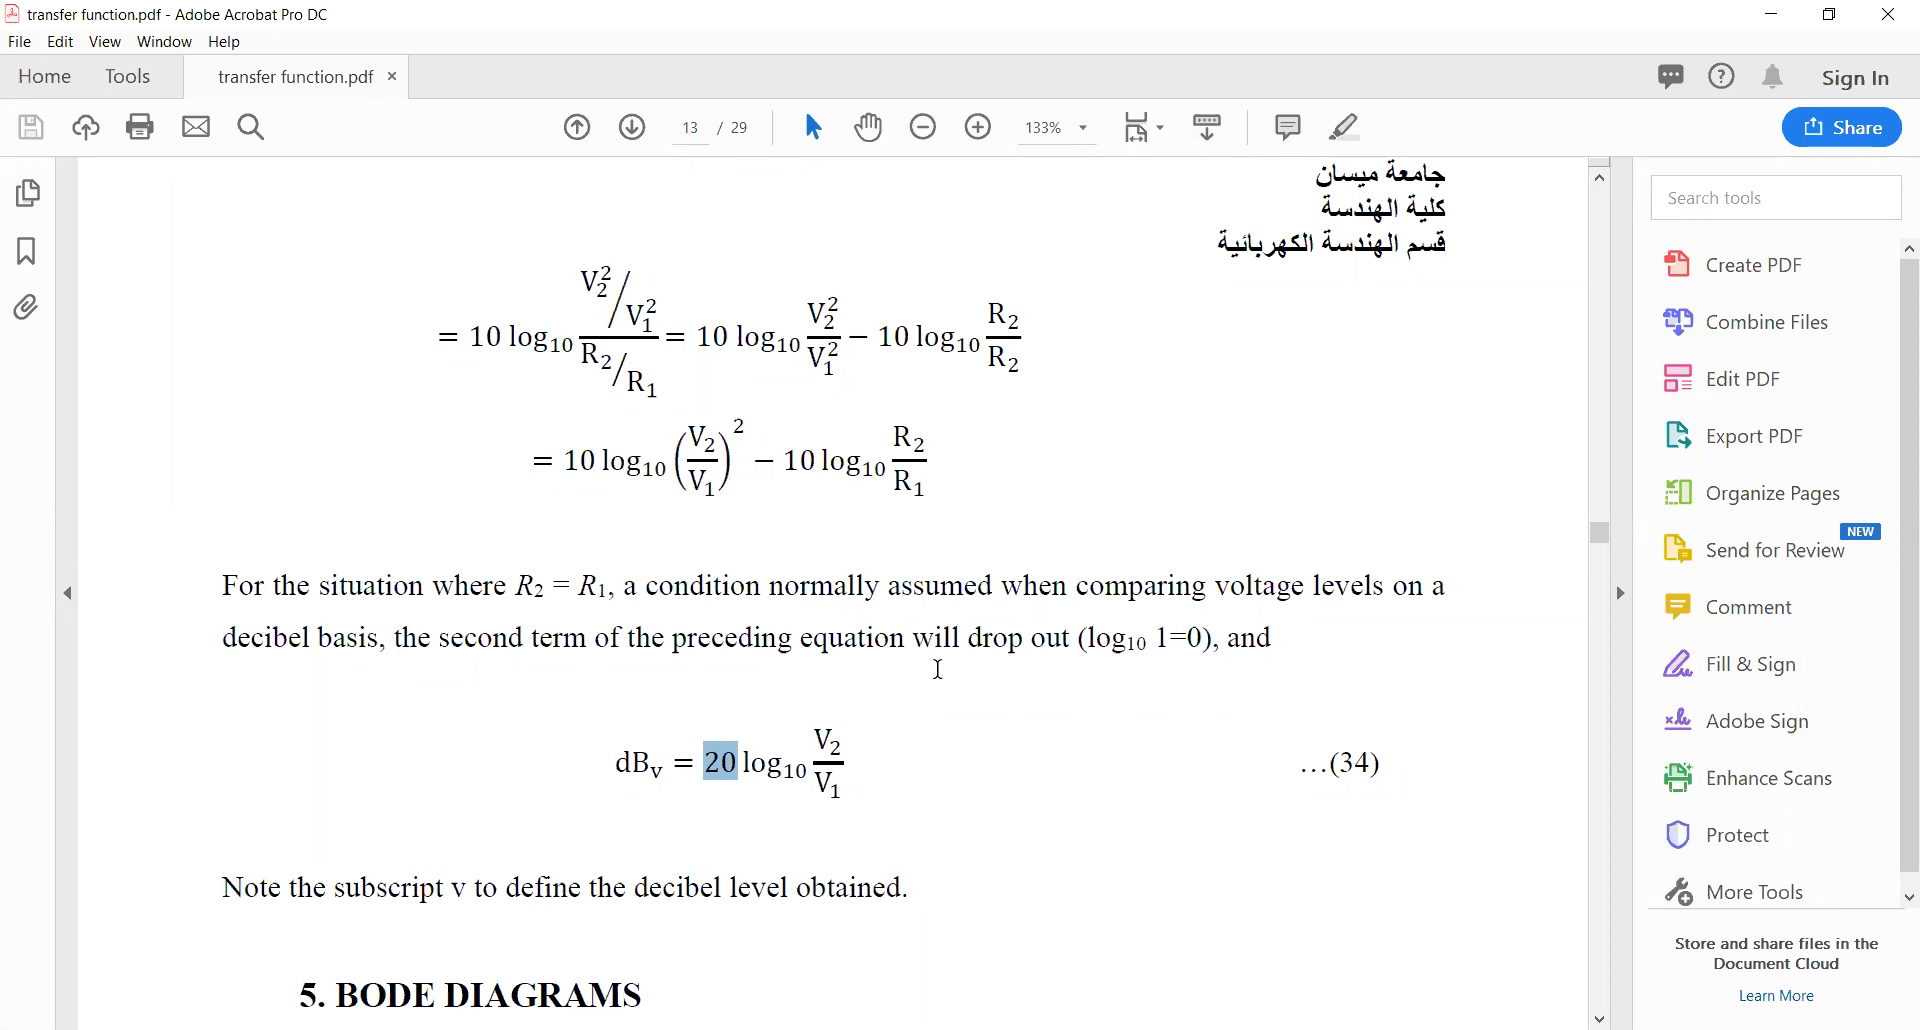 transfer function.pdf - Adobe Acrobat Pro DC
File Edit View Window Help
Home Tools transfer function.pdf × Sign In
13 / 29 133% Share
جامعة ميسان
كلية الهندسة
قسم الهندسة الكهربائية
= 10 log₁₀ (V₂²/V₁²)/(R₂/R₁) = 10 log₁₀ V₂²/V₁² − 10 log₁₀ R₂/R₂
= 10 log₁₀ (V₂/V₁)² − 10 log₁₀ R₂/R₁
For the situation where R₂ = R₁, a condition normally assumed when comparing voltage levels on a
decibel basis, the second term of the preceding equation will drop out (log₁₀ 1=0), and
dBᵥ = 20 log₁₀ V₂/V₁ …(34)
Note the subscript v to define the decibel level obtained.
5. BODE DIAGRAMS
Search tools
Create PDF
Combine Files
Edit PDF
Export PDF
Organize Pages
NEW
Send for Review
Comment
Fill & Sign
Adobe Sign
Enhance Scans
Protect
More Tools
Store and share files in the
Document Cloud
Learn More